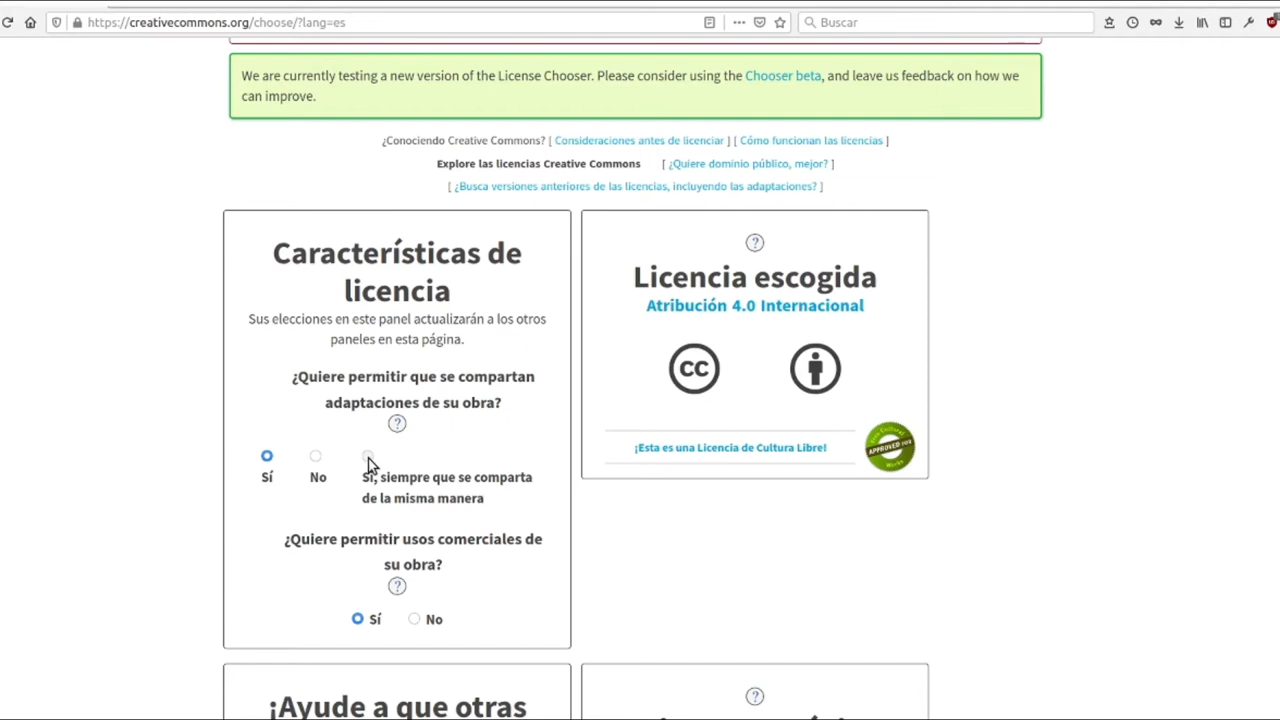 https://creativecommons.org/choose/?lang=es
Buscar
We are currently testing a new version of the License Chooser. Please consider using the Chooser beta, and leave us feedback on how we
can improve.
¿Conociendo Creative Commons? [ Consideraciones antes de licenciar ] [ Cómo funcionan las licencias ]
Explore las licencias Creative Commons [ ¿Quiere dominio público, mejor? ]
[ ¿Busca versiones anteriores de las licencias, incluyendo las adaptaciones? ]
Características de
licencia
Sus elecciones en este panel actualizarán a los otros
paneles en esta página.
¿Quiere permitir que se compartan
adaptaciones de su obra?
?
Sí
No
Sí, siempre que se comparta
de la misma manera
¿Quiere permitir usos comerciales de
su obra?
?
Sí
No
?
Licencia escogida
Atribución 4.0 Internacional
CC
¡Esta es una Licencia de Cultura Libre!
APPROVED FOR
¡Ayude a que otras
?